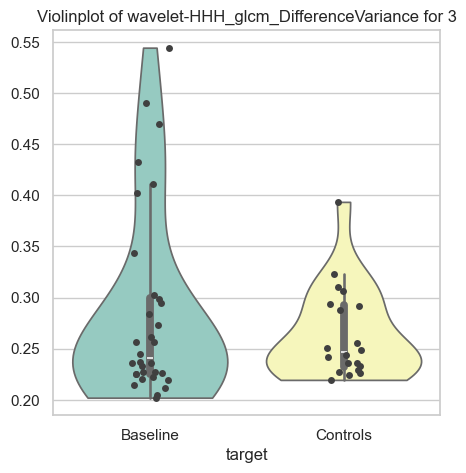 Violinplot of wavelet-HHH_glcm_DifferenceVariance for 3
0.55
0.50
0.45
0.40
0.35
0.30
0.25
0.20
Baseline Controls
target